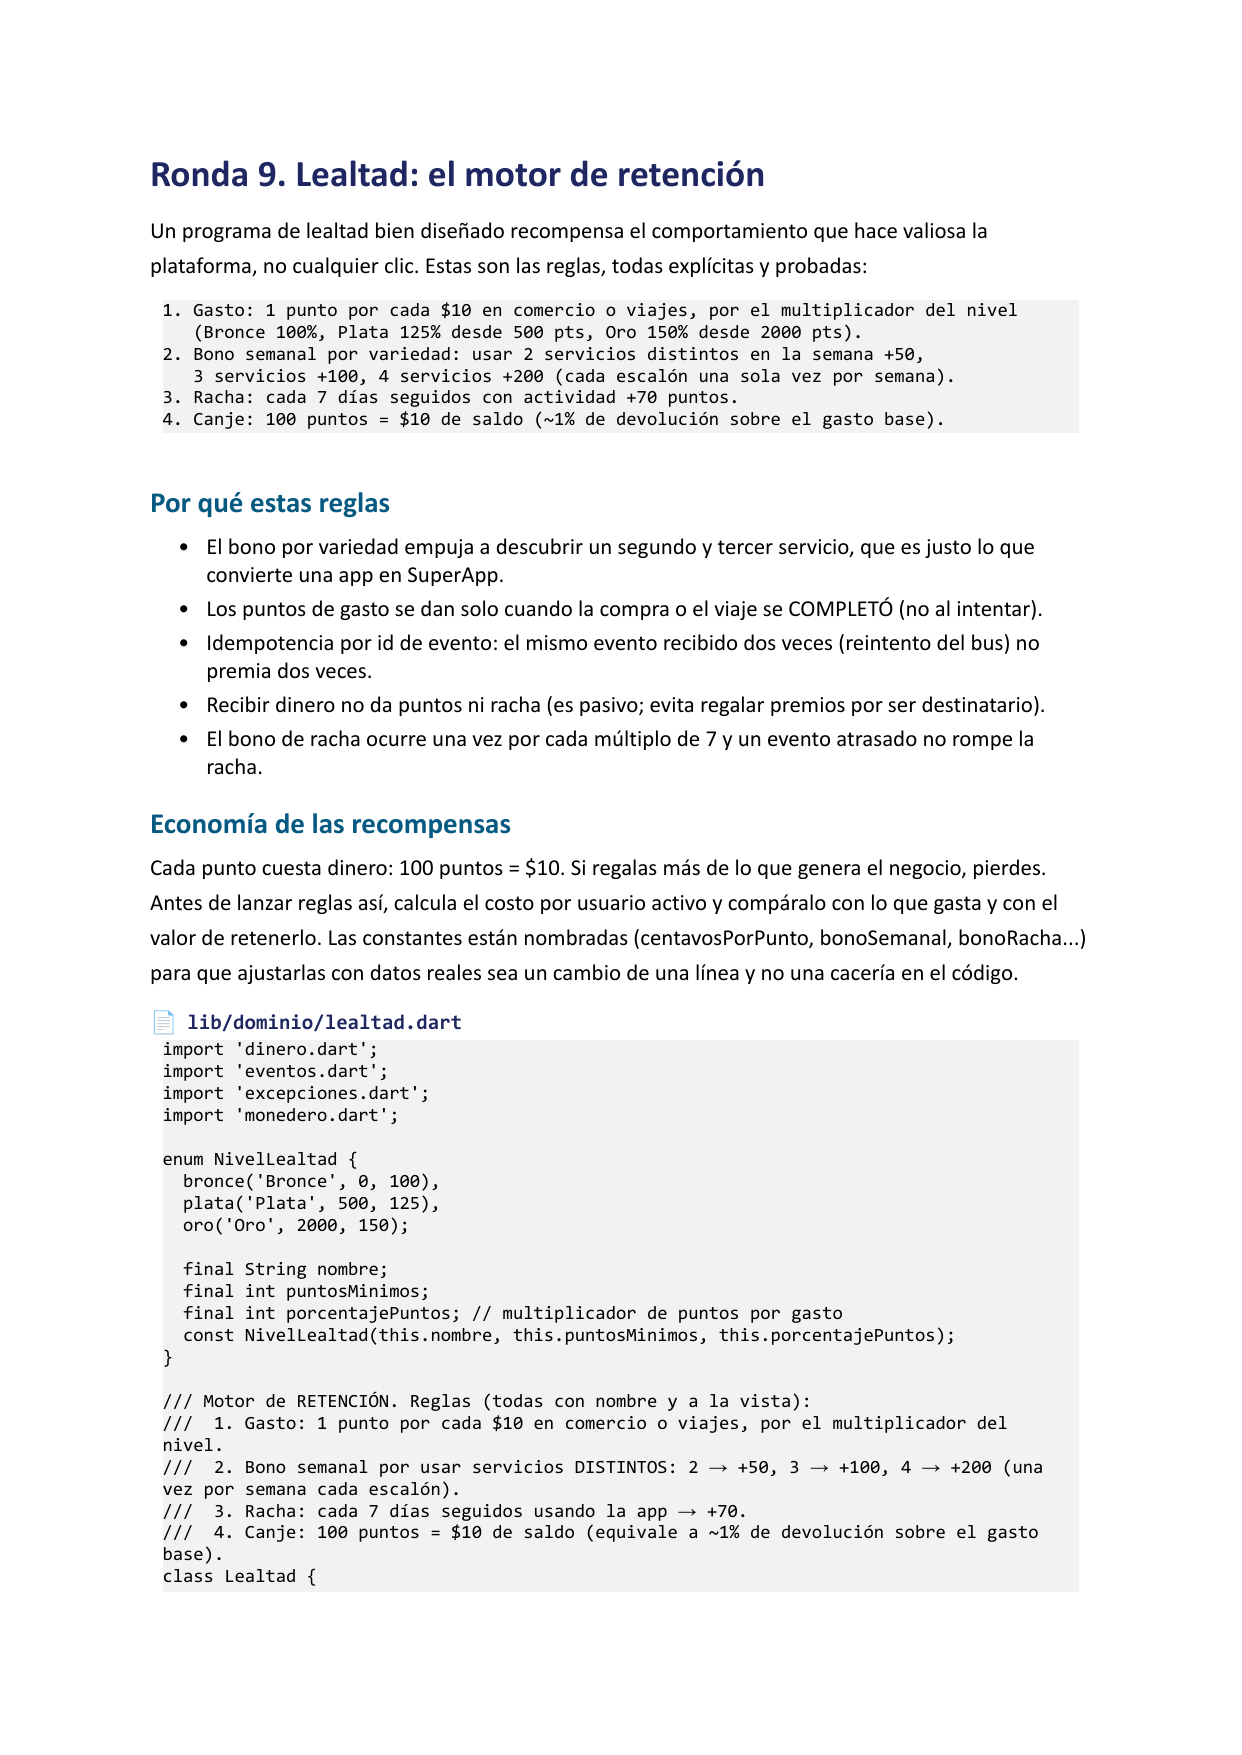 Ronda 9. Lealtad: el motor de retención
Un programa de lealtad bien diseñado recompensa el comportamiento que hace valiosa la
plataforma, no cualquier clic. Estas son las reglas, todas explícitas y probadas:
1. Gasto: 1 punto por cada $10 en comercio o viajes, por el multiplicador del nivel
   (Bronce 100%, Plata 125% desde 500 pts, Oro 150% desde 2000 pts).
2. Bono semanal por variedad: usar 2 servicios distintos en la semana +50,
   3 servicios +100, 4 servicios +200 (cada escalón una sola vez por semana).
3. Racha: cada 7 días seguidos con actividad +70 puntos.
4. Canje: 100 puntos = $10 de saldo (~1% de devolución sobre el gasto base).
Por qué estas reglas
• El bono por variedad empuja a descubrir un segundo y tercer servicio, que es justo lo que
convierte una app en SuperApp.
• Los puntos de gasto se dan solo cuando la compra o el viaje se COMPLETÓ (no al intentar).
• Idempotencia por id de evento: el mismo evento recibido dos veces (reintento del bus) no
premia dos veces.
• Recibir dinero no da puntos ni racha (es pasivo; evita regalar premios por ser destinatario).
• El bono de racha ocurre una vez por cada múltiplo de 7 y un evento atrasado no rompe la
racha.
Economía de las recompensas
Cada punto cuesta dinero: 100 puntos = $10. Si regalas más de lo que genera el negocio, pierdes.
Antes de lanzar reglas así, calcula el costo por usuario activo y compáralo con lo que gasta y con el
valor de retenerlo. Las constantes están nombradas (centavosPorPunto, bonoSemanal, bonoRacha...)
para que ajustarlas con datos reales sea un cambio de una línea y no una cacería en el código.
📄 lib/dominio/lealtad.dart
import 'dinero.dart';
import 'eventos.dart';
import 'excepciones.dart';
import 'monedero.dart';
enum NivelLealtad {
  bronce('Bronce', 0, 100),
  plata('Plata', 500, 125),
  oro('Oro', 2000, 150);
  final String nombre;
  final int puntosMinimos;
  final int porcentajePuntos; // multiplicador de puntos por gasto
  const NivelLealtad(this.nombre, this.puntosMinimos, this.porcentajePuntos);
}
/// Motor de RETENCIÓN. Reglas (todas con nombre y a la vista):
///  1. Gasto: 1 punto por cada $10 en comercio o viajes, por el multiplicador del
nivel.
///  2. Bono semanal por usar servicios DISTINTOS: 2 → +50, 3 → +100, 4 → +200 (una
vez por semana cada escalón).
///  3. Racha: cada 7 días seguidos usando la app → +70.
///  4. Canje: 100 puntos = $10 de saldo (equivale a ~1% de devolución sobre el gasto
base).
class Lealtad {